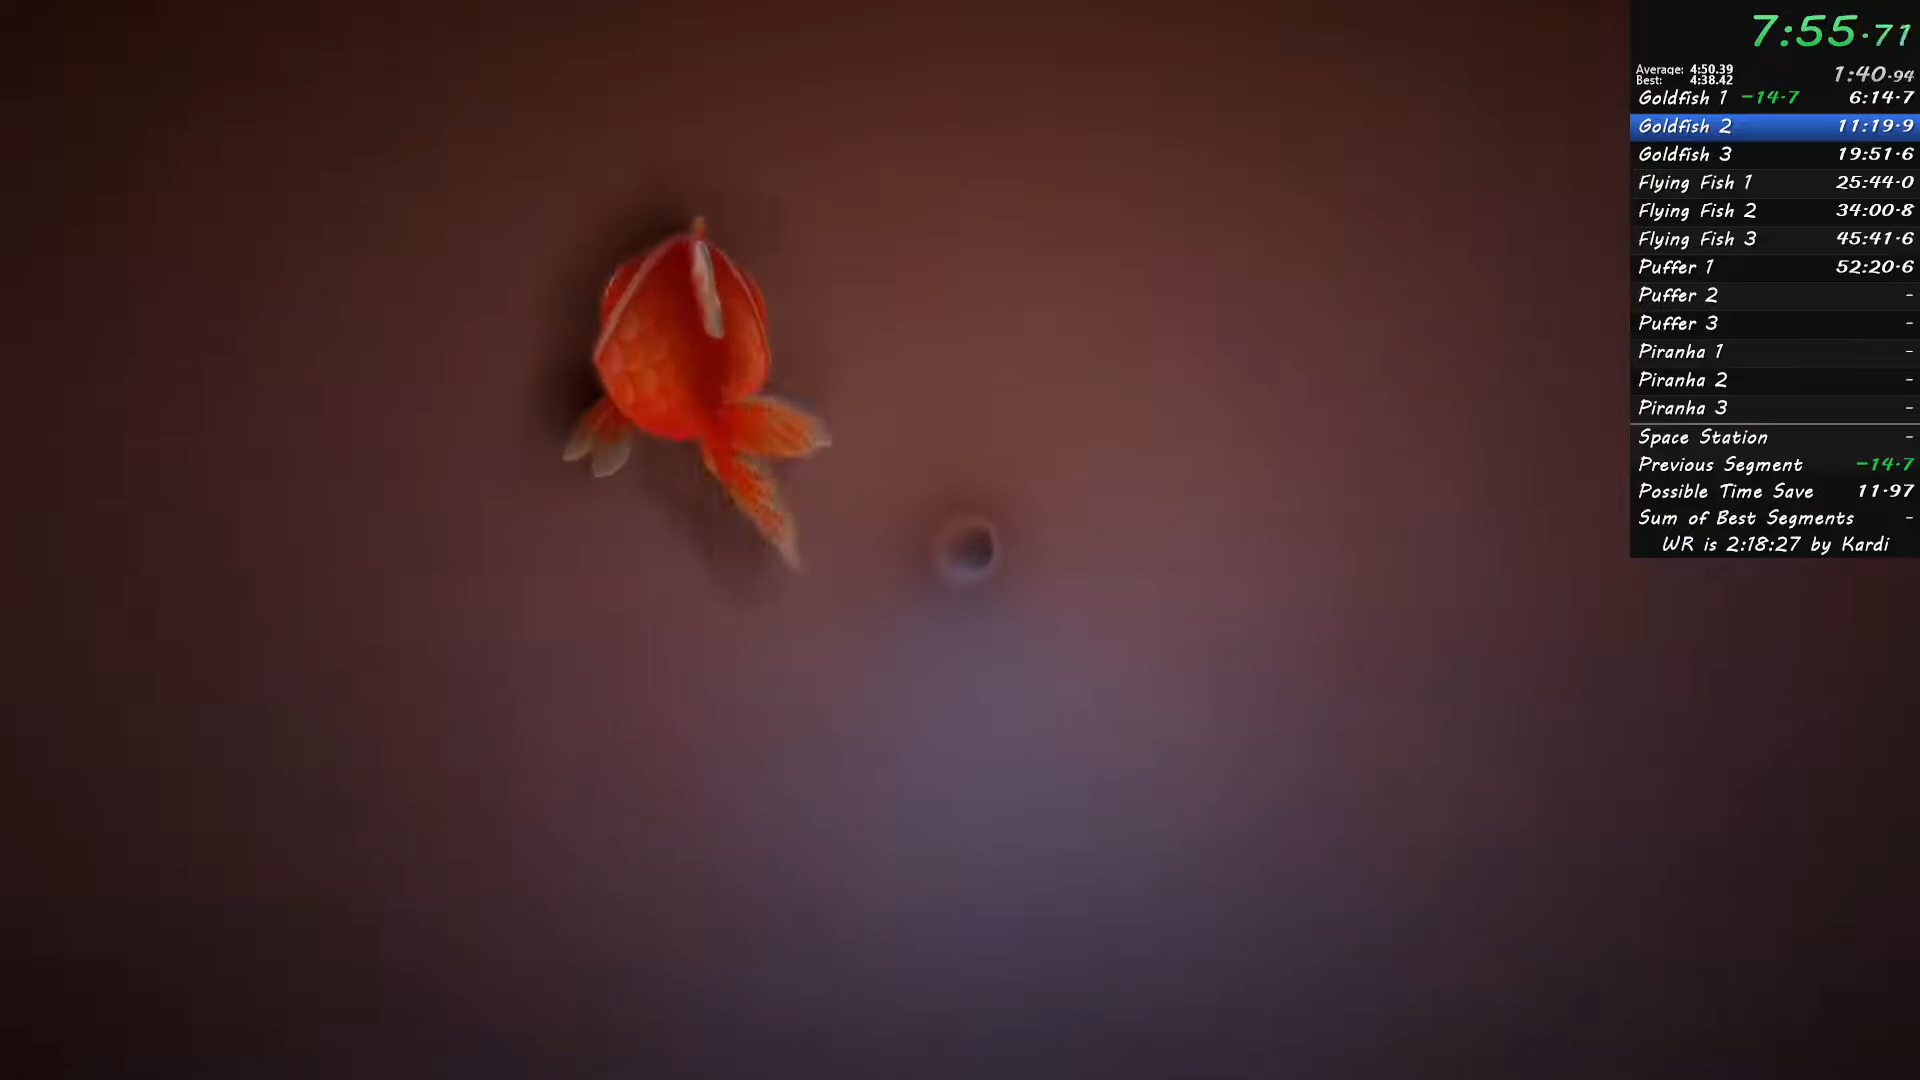 7:55.71
Average: 4:50.39
Best: 4:38.42
1:40.94
Goldfish 1 -14.7 6:14.7
Goldfish 2 11:19.9
Goldfish 3 19:51.6
Flying Fish 1 25:44.0
Flying Fish 2 34:00.8
Flying Fish 3 45:41.6
Puffer 1 52:20.6
Puffer 2 -
Puffer 3 -
Piranha 1 -
Piranha 2 -
Piranha 3 -
Space Station -
Previous Segment -14.7
Possible Time Save 11.97
Sum of Best Segments -
WR is 2:18:27 by Kardi